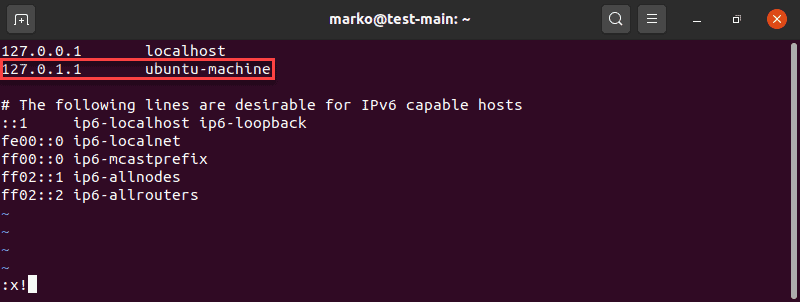 marko@test-main: ~
127.0.0.1       localhost
127.0.1.1       ubuntu-machine
# The following lines are desirable for IPv6 capable hosts
::1     ip6-localhost ip6-loopback
fe00::0 ip6-localnet
ff00::0 ip6-mcastprefix
ff02::1 ip6-allnodes
ff02::2 ip6-allrouters
~
~
~
~
:x!